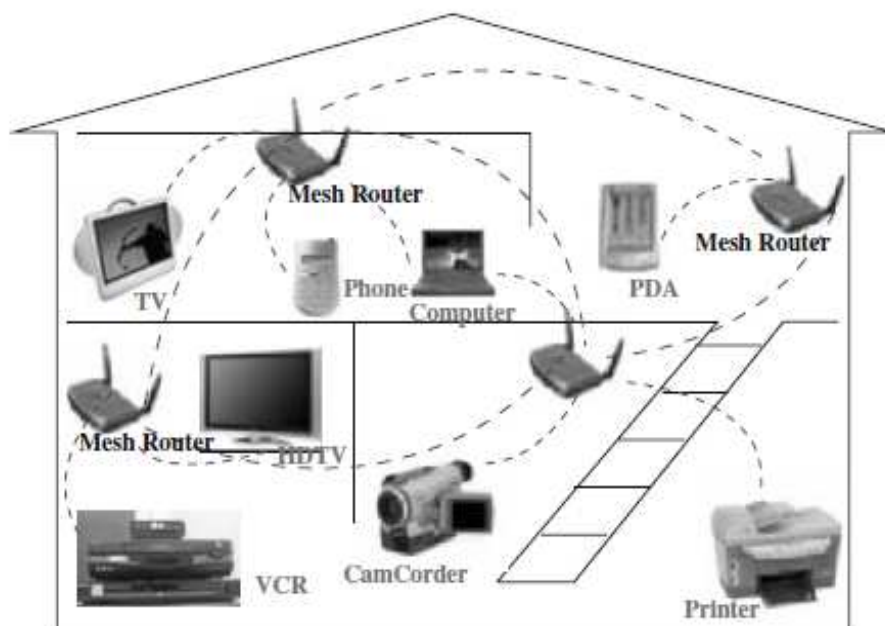 Mesh Router
Mesh Router
TV
Phone
Computer
PDA
Mesh Router
HDTV
VCR
CamCorder
Printer